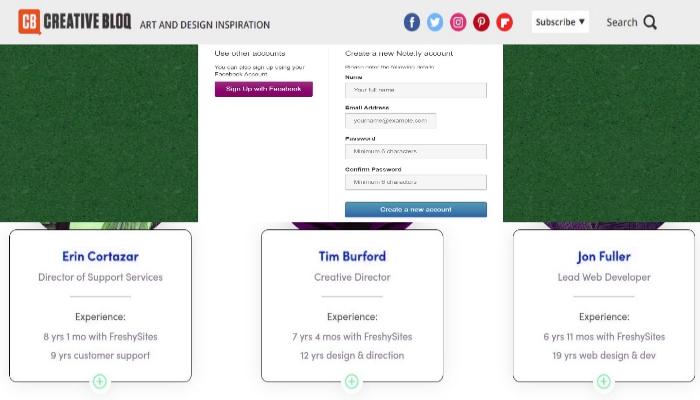 CB CREATIVE BLOQ ART AND DESIGN INSPIRATION
Subscribe ▼ Search
Use other accounts
You can also sign up using your
Facebook Account
Sign Up with Facebook
Create a new Note.ly account
Please enter the following details
Name
Your full name
Email Address
yourname@example.com
Password
Minimum 6 characters
Confirm Password
Minimum 6 characters
Create a new account
Erin Cortazar
Director of Support Services
Experience:
8 yrs 1 mo with FreshySites
9 yrs customer support
Tim Burford
Creative Director
Experience:
7 yrs 4 mos with FreshySites
12 yrs design & direction
Jon Fuller
Lead Web Developer
Experience:
6 yrs 11 mos with FreshySites
19 yrs web design & dev